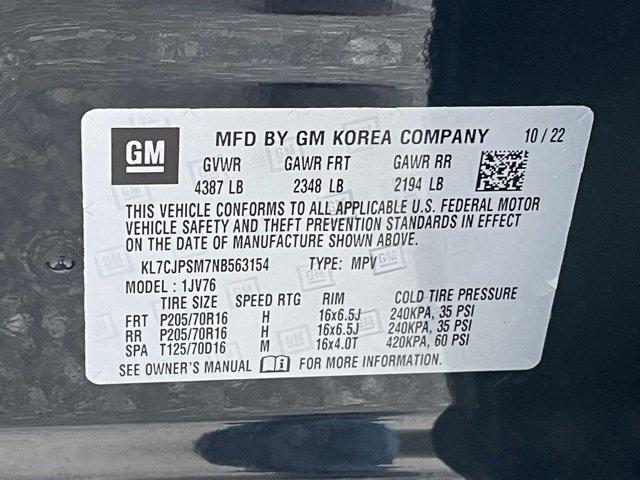 GM MFD BY GM KOREA COMPANY 10 / 22
GVWR GAWR FRT GAWR RR
4387 LB 2348 LB 2194 LB
THIS VEHICLE CONFORMS TO ALL APPLICABLE U.S. FEDERAL MOTOR
VEHICLE SAFETY AND THEFT PREVENTION STANDARDS IN EFFECT
ON THE DATE OF MANUFACTURE SHOWN ABOVE.
KL7CJPSM7NB563154 TYPE: MPV
MODEL : 1JV76
TIRE SIZE SPEED RTG RIM COLD TIRE PRESSURE
FRT P205/70R16 H 16x6.5J 240KPA, 35 PSI
RR P205/70R16 H 16x6.5J 240KPA, 35 PSI
SPA T125/70D16 M 16x4.0T 420KPA, 60 PSI
SEE OWNER'S MANUAL FOR MORE INFORMATION.